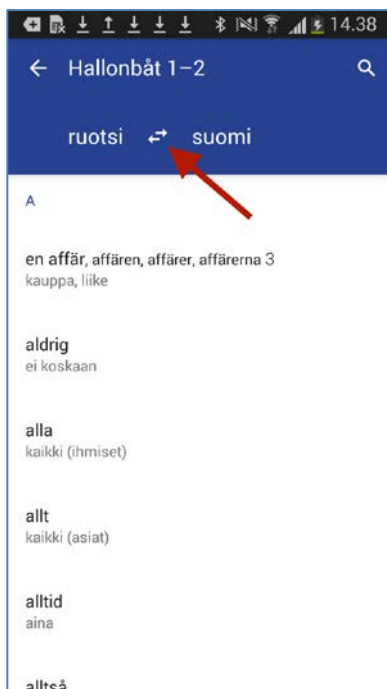 14.38
Hallonbåt 1–2
ruotsi suomi
A
en affär, affären, affärer, affärerna 3
kauppa, liike
aldrig
ei koskaan
alla
kaikki (ihmiset)
allt
kaikki (asiat)
alltid
aina
alltså